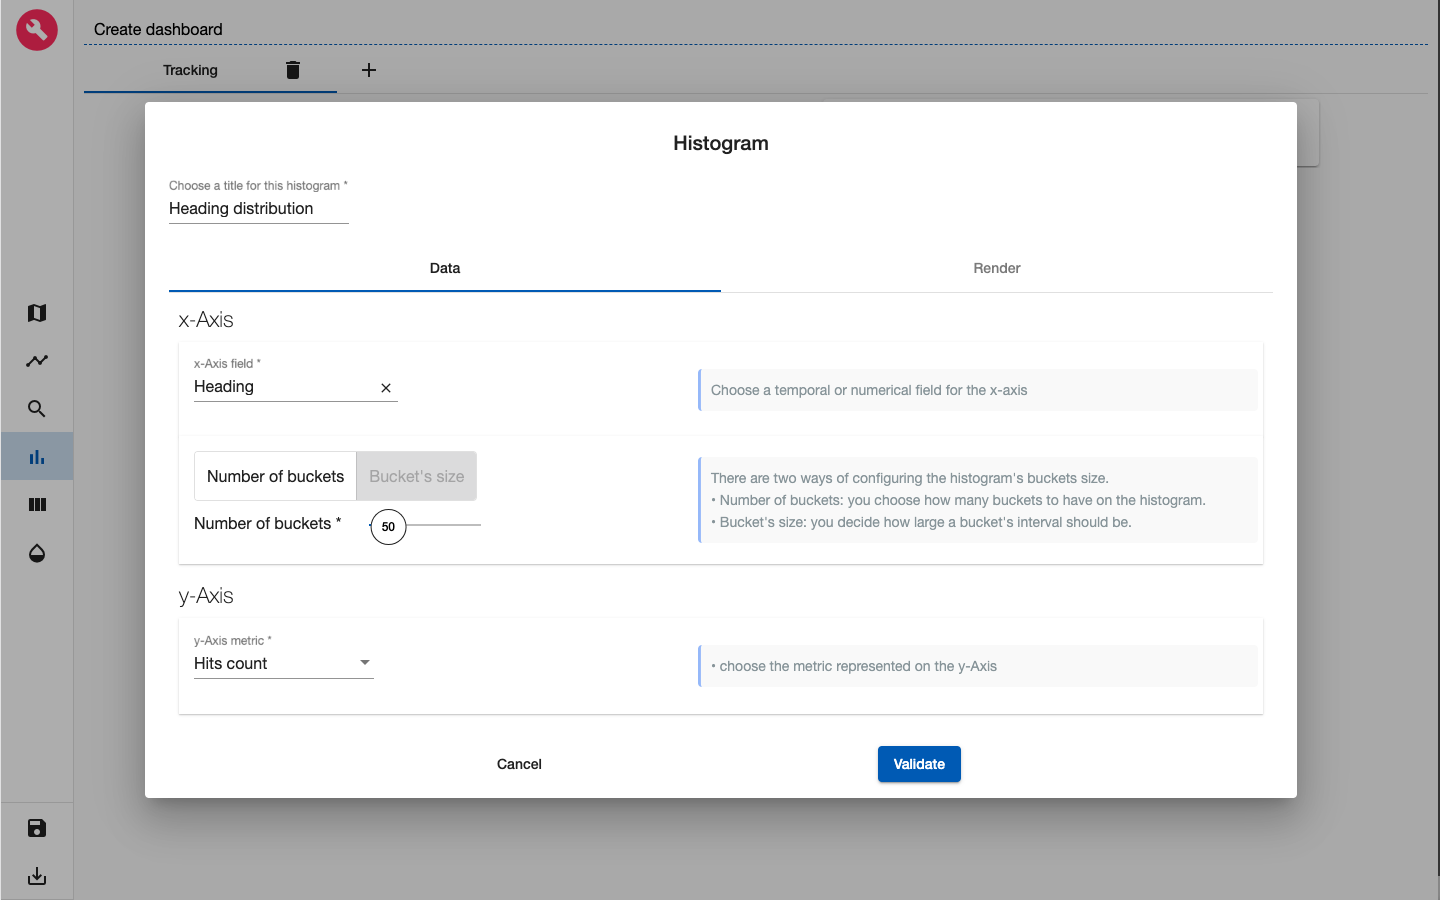 Create dashboard
Tracking
Histogram
Choose a title for this histogram *
Heading distribution
Data
Render
x-Axis
x-Axis field *
Heading
Choose a temporal or numerical field for the x-axis
Number of buckets
Bucket's size
There are two ways of configuring the histogram's buckets size.
• Number of buckets: you choose how many buckets to have on the histogram.
• Bucket's size: you decide how large a bucket's interval should be.
Number of buckets *
50
y-Axis
y-Axis metric *
Hits count
• choose the metric represented on the y-Axis
Cancel
Validate